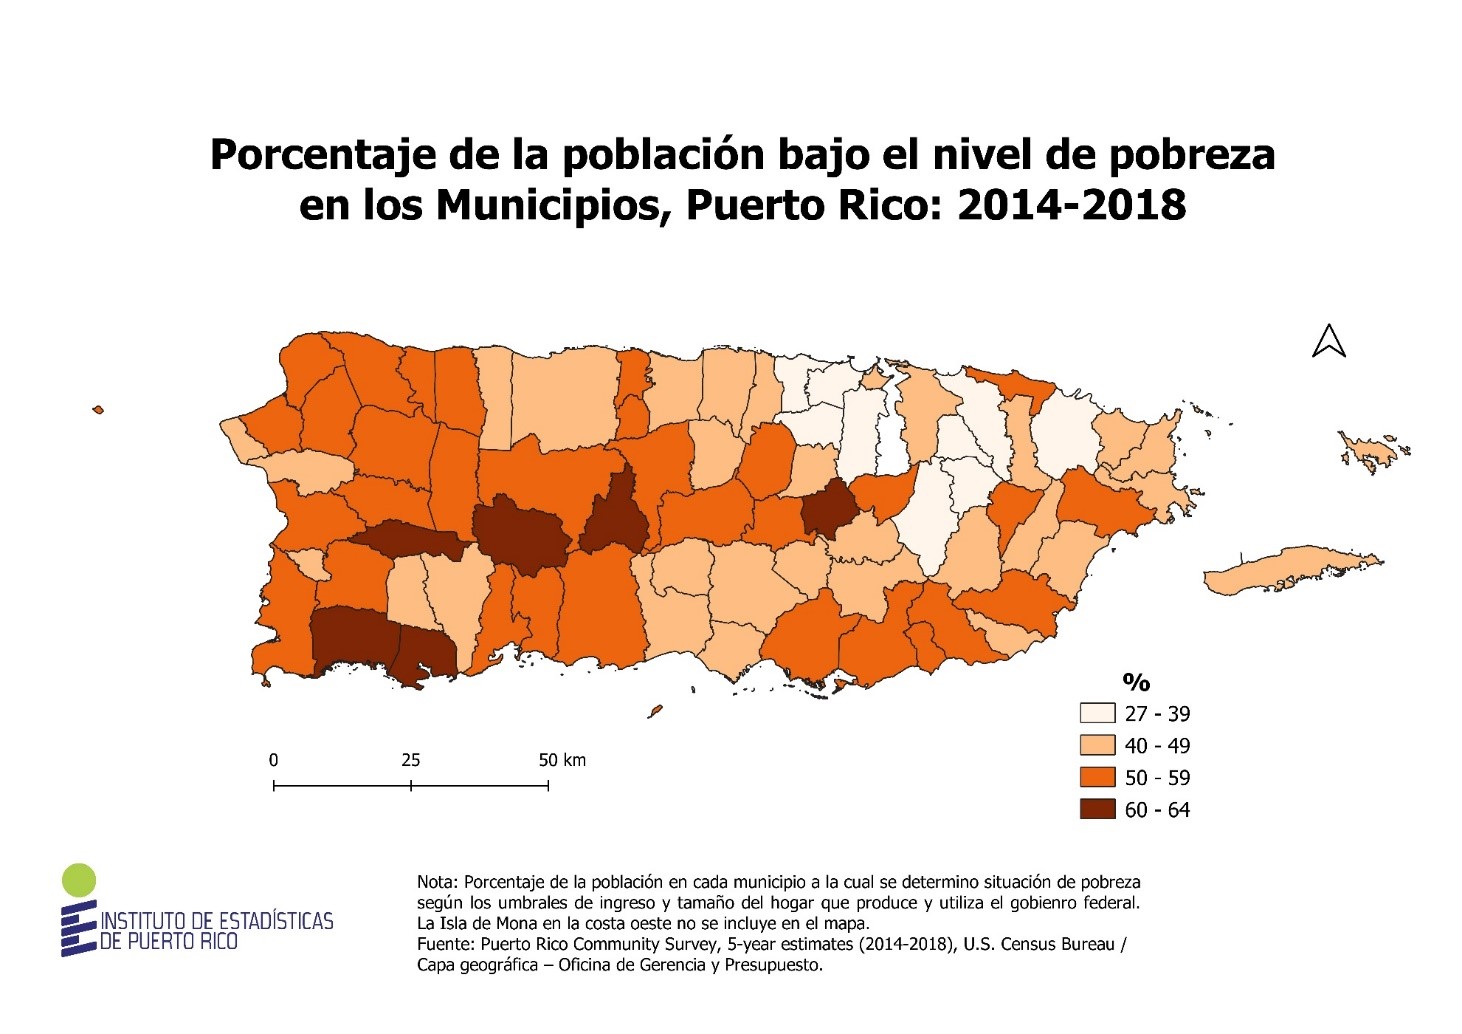 Porcentaje de la población bajo el nivel de pobreza
en los Municipios, Puerto Rico: 2014-2018
%
27 - 39
40 - 49
50 - 59
60 - 64
0 25 50 km
INSTITUTO DE ESTADÍSTICAS
DE PUERTO RICO
Nota: Porcentaje de la población en cada municipio a la cual se determino situación de pobreza
según los umbrales de ingreso y tamaño del hogar que produce y utiliza el gobienro federal.
La Isla de Mona en la costa oeste no se incluye en el mapa.
Fuente: Puerto Rico Community Survey, 5-year estimates (2014-2018), U.S. Census Bureau /
Capa geográfica – Oficina de Gerencia y Presupuesto.